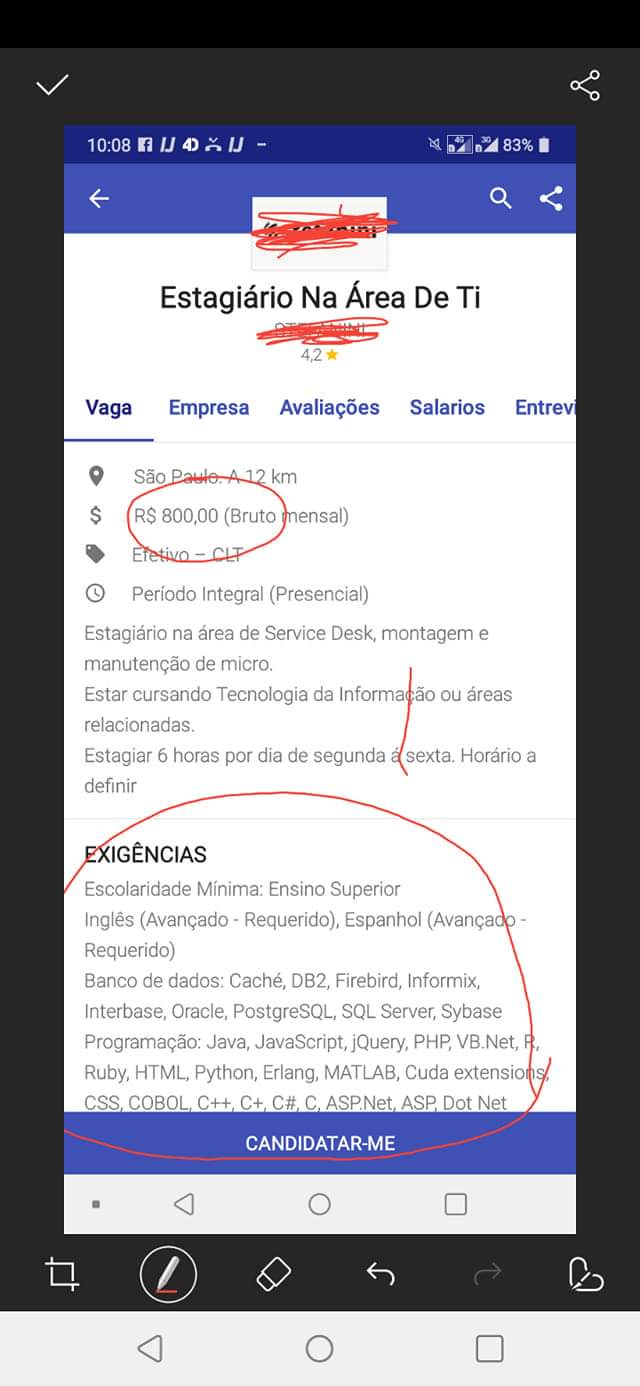 10:08 83%
Estagiário Na Área De Ti
4,2
Vaga Empresa Avaliações Salarios Entrevi
São Paulo. A 12 km
R$ 800,00 (Bruto mensal)
Efetivo – CLT
Período Integral (Presencial)
Estagiário na área de Service Desk, montagem e
manutenção de micro.
Estar cursando Tecnologia da Informação ou áreas
relacionadas.
Estagiar 6 horas por dia de segunda á sexta. Horário a
definir
EXIGÊNCIAS
Escolaridade Mínima: Ensino Superior
Inglês (Avançado - Requerido), Espanhol (Avançado -
Requerido)
Banco de dados: Caché, DB2, Firebird, Informix,
Interbase, Oracle, PostgreSQL, SQL Server, Sybase
Programação: Java, JavaScript, jQuery, PHP, VB.Net, R,
Ruby, HTML, Python, Erlang, MATLAB, Cuda extensions,
CSS, COBOL, C++, C+, C#, C, ASP.Net, ASP, Dot Net
CANDIDATAR-ME